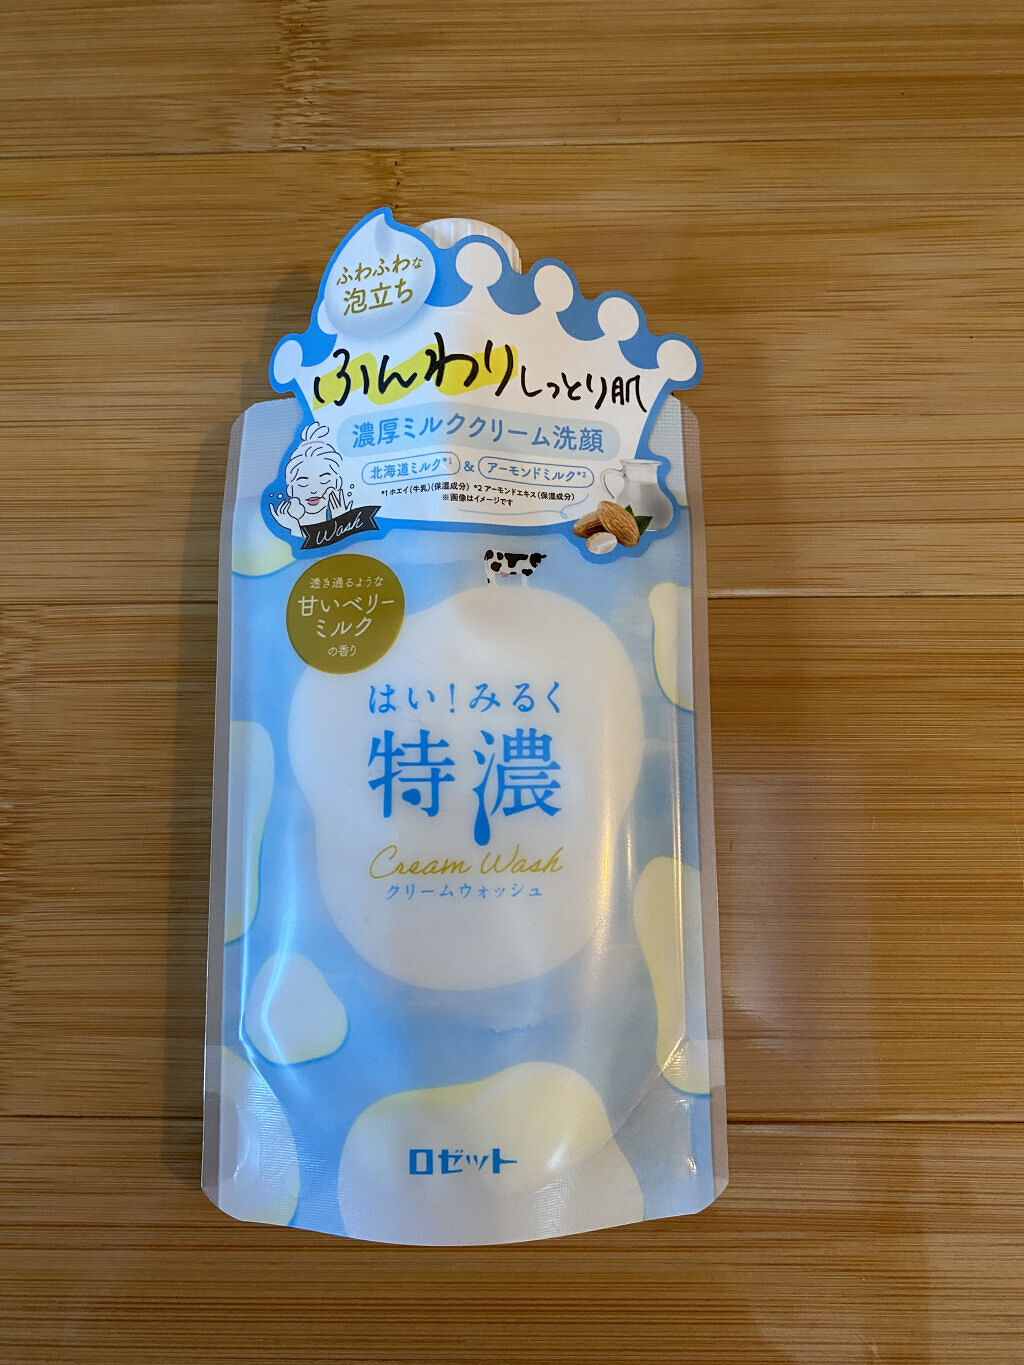 ふわふわな
泡立ち
ふんわりしっとり肌
濃厚ミルククリーム洗顔
北海道ミルク*1 & アーモンドミルク*2
*1 ホエイ(牛乳)(保湿成分) *2 アーモンドエキス(保湿成分)
※画像はイメージです
Wash
透き通るような
甘いベリー
ミルク
の香り
はい!みるく
特濃
Cream Wash
クリームウォッシュ
ロゼット